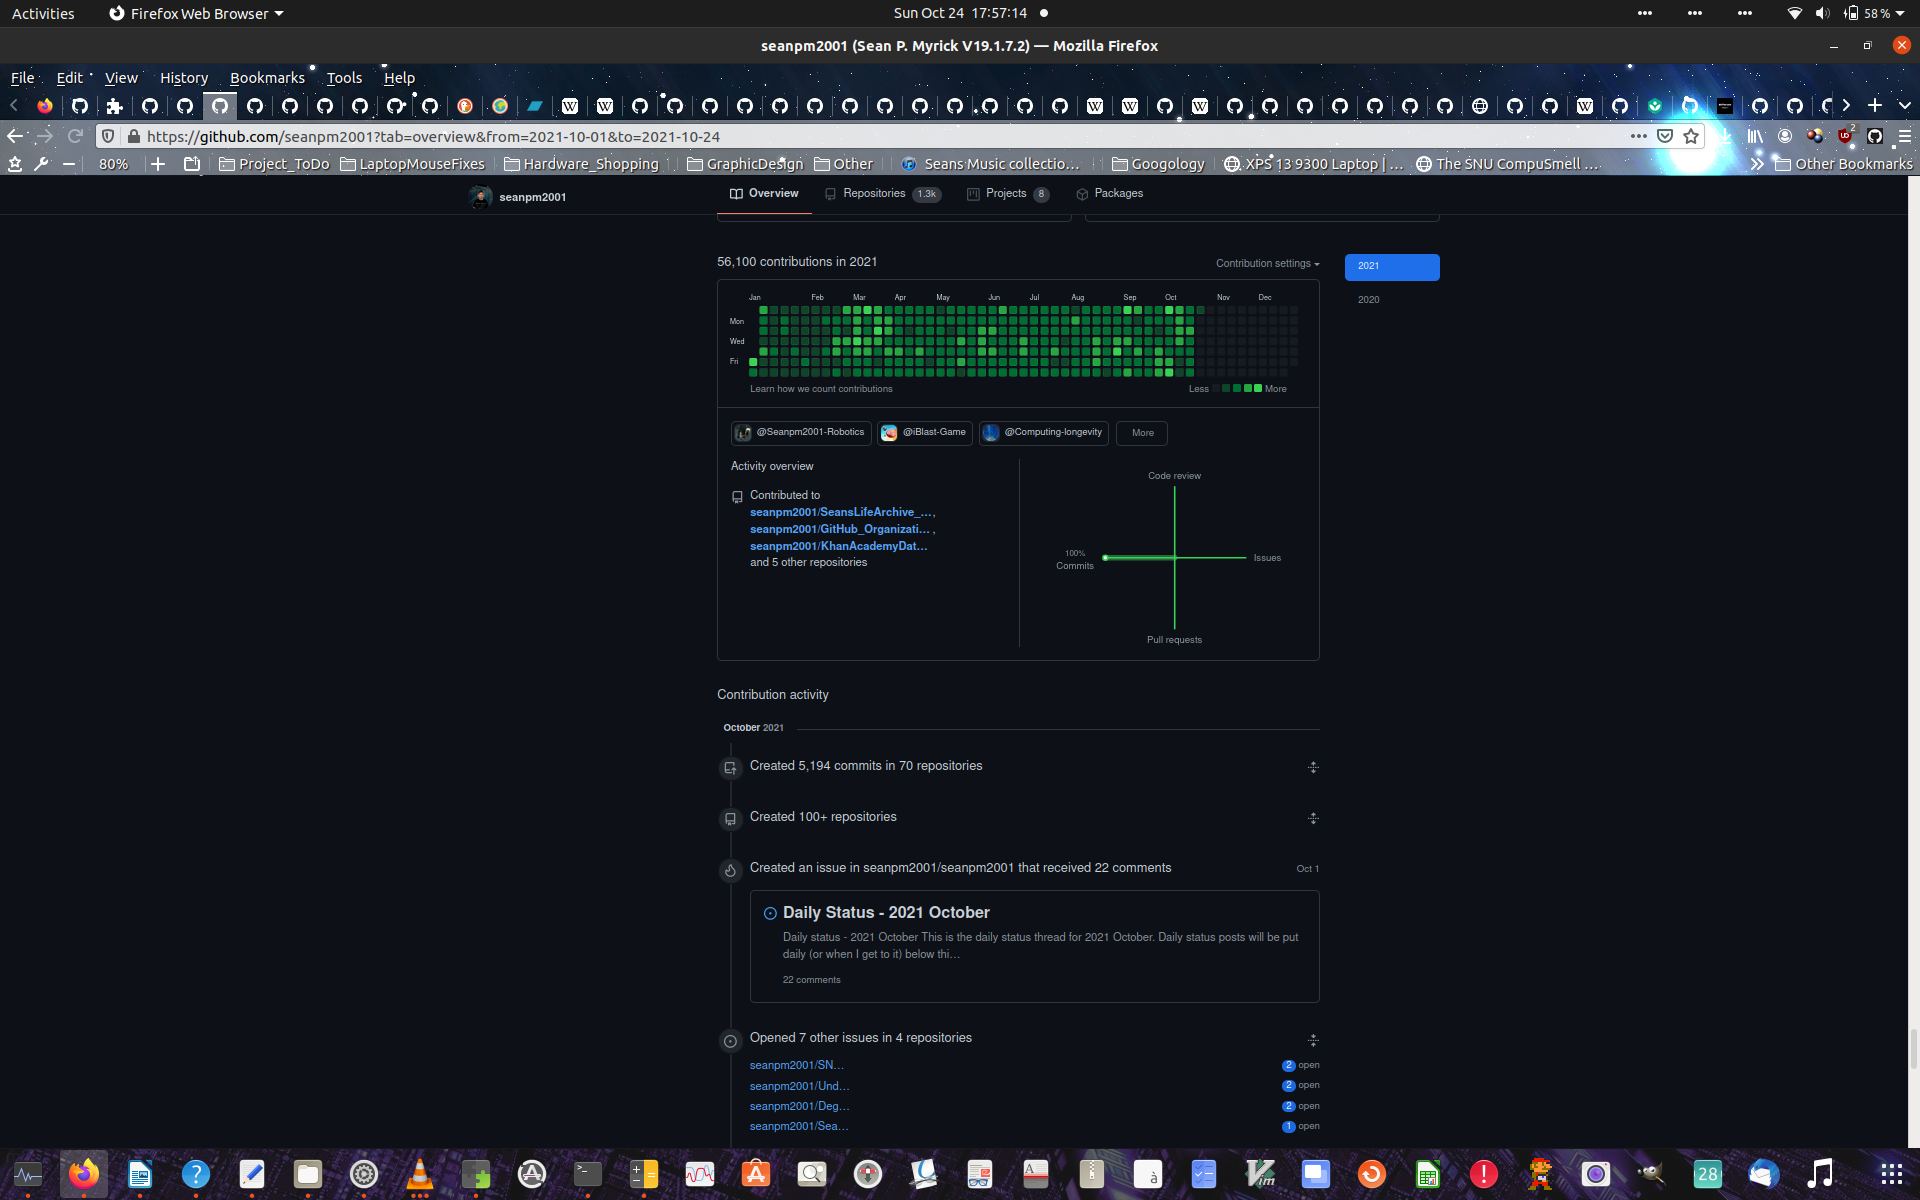 Activities
Firefox Web Browser
Sun Oct 24 17:57:14
58 %
seanpm2001 (Sean P. Myrick V19.1.7.2) — Mozilla Firefox
File Edit View History Bookmarks Tools Help
https://github.com/seanpm2001?tab=overview&from=2021-10-01&to=2021-10-24
2
80%
Project_ToDo
LaptopMouseFixes
Hardware_Shopping
GraphicDesign
Other
Seans Music collectio…
Googology
XPS 13 9300 Laptop | …
The SNU CompuSmell …
Other Bookmarks
seanpm2001
Overview
Repositories 1.3k
Projects 8
Packages
56,100 contributions in 2021
Contribution settings
2021
2020
Jan Feb Mar Apr May Jun Jul Aug Sep Oct Nov Dec
Mon
Wed
Fri
Learn how we count contributions
Less More
@Seanpm2001-Robotics
@iBlast-Game
@Computing-longevity
More
Activity overview
Contributed to
seanpm2001/SeansLifeArchive_… ,
seanpm2001/GitHub_Organizati… ,
seanpm2001/KhanAcademyDat…
and 5 other repositories
Code review
100%
Commits
Issues
Pull requests
Contribution activity
October 2021
Created 5,194 commits in 70 repositories
Created 100+ repositories
Created an issue in seanpm2001/seanpm2001 that received 22 comments
Oct 1
Daily Status - 2021 October
Daily status - 2021 October This is the daily status thread for 2021 October. Daily status posts will be put
daily (or when I get to it) below thi…
22 comments
Opened 7 other issues in 4 repositories
seanpm2001/SN…
2 open
seanpm2001/Und…
2 open
seanpm2001/Deg…
2 open
seanpm2001/Sea…
1 open
28